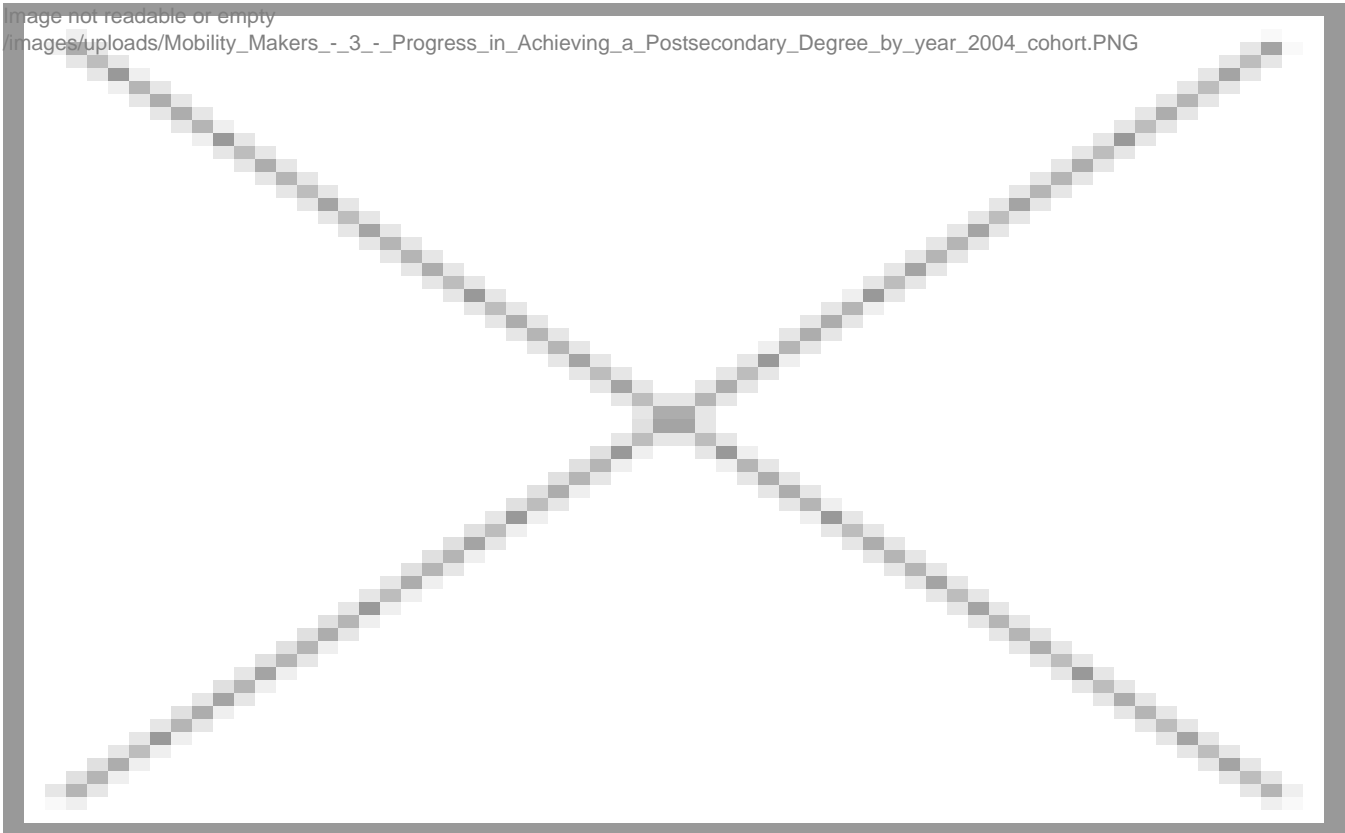 Image not readable or empty
/images/uploads/Mobility_Makers_-_3_-_Progress_in_Achieving_a_Postsecondary_Degree_by_year_2004_cohort.PNG